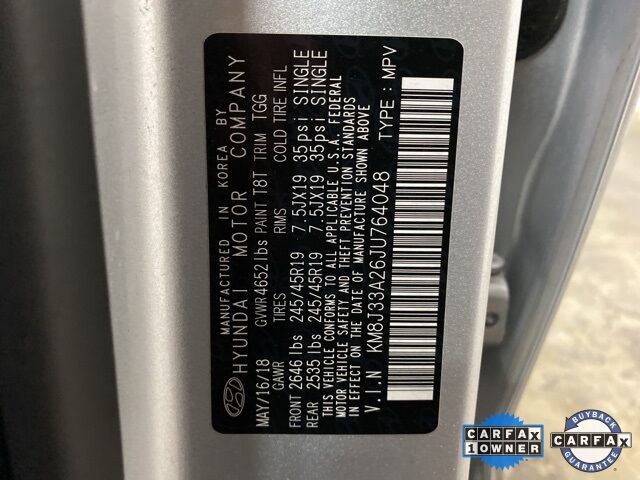 MANUFACTURED IN KOREA BY
HYUNDAI MOTOR COMPANY
MAY/16/18 GVWR 4652 lbs PAINT T8T TRIM TGG
GAWR TIRES RIMS COLD TIRE INFL
FRONT 2646 lbs 245/45R19 7.5JX19 35psi SINGLE
REAR 2535 lbs 245/45R19 7.5JX19 35psi SINGLE
THIS VEHICLE CONFORMS TO ALL APPLICABLE U.S.A. FEDERAL
MOTOR VEHICLE SAFETY AND THEFT PREVENTION STANDARDS
IN EFFECT ON THE DATE OF MANUFACTURE SHOWN ABOVE
V.I.N KM8J33A26JU764048 TYPE : MPV
CARFAX
1 OWNER
BUYBACK
CARFAX
GUARANTEE